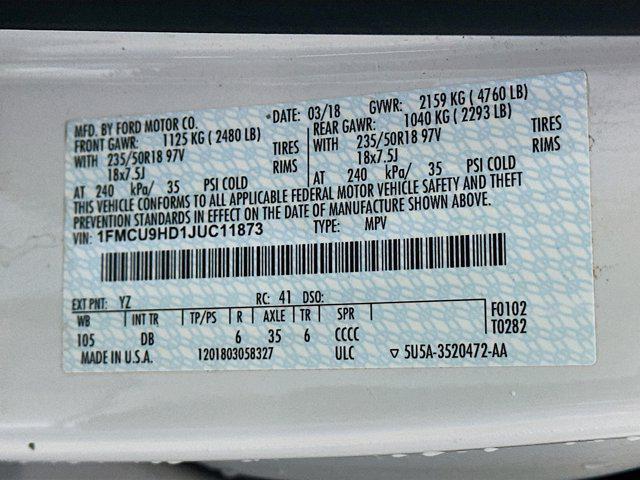 MFD. BY FORD MOTOR CO.
*DATE: 03/18 GVWR: 2159 KG ( 4760 LB)
FRONT GAWR: 1125 KG ( 2480 LB) REAR GAWR: 1040 KG ( 2293 LB)
WITH 235/50R18 97V TIRES WITH 235/50R18 97V TIRES
18x7.5J RIMS 18x7.5J RIMS
AT 240 kPa/ 35 PSI COLD AT 240 kPa/ 35 PSI COLD
THIS VEHICLE CONFORMS TO ALL APPLICABLE FEDERAL MOTOR VEHICLE SAFETY AND THEFT
PREVENTION STANDARDS IN EFFECT ON THE DATE OF MANUFACTURE SHOWN ABOVE.
VIN: 1FMCU9HD1JUC11873 TYPE: MPV
EXT PNT: YZ RC: 41 DSO:
WB INT TR TP/PS R AXLE TR SPR F0102
105 DB 6 35 6 CCCC T0282
MADE IN U.S.A. 1201803058327 ULC ▽ 5U5A-3520472-AA